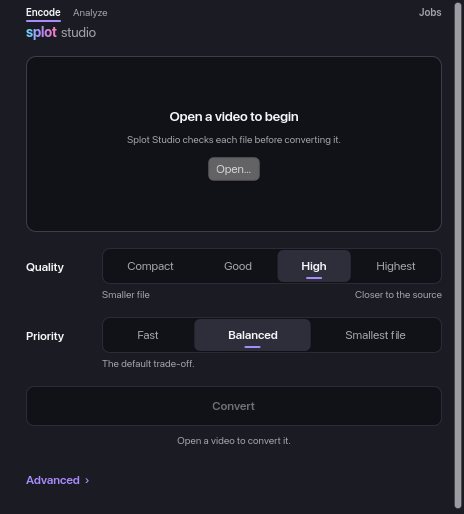 Encode Analyze Jobs
splot studio
Open a video to begin
Splot Studio checks each file before converting it.
Open...
Quality Compact Good High Highest
Smaller file Closer to the source
Priority Fast Balanced Smallest file
The default trade-off.
Convert
Open a video to convert it.
Advanced ›